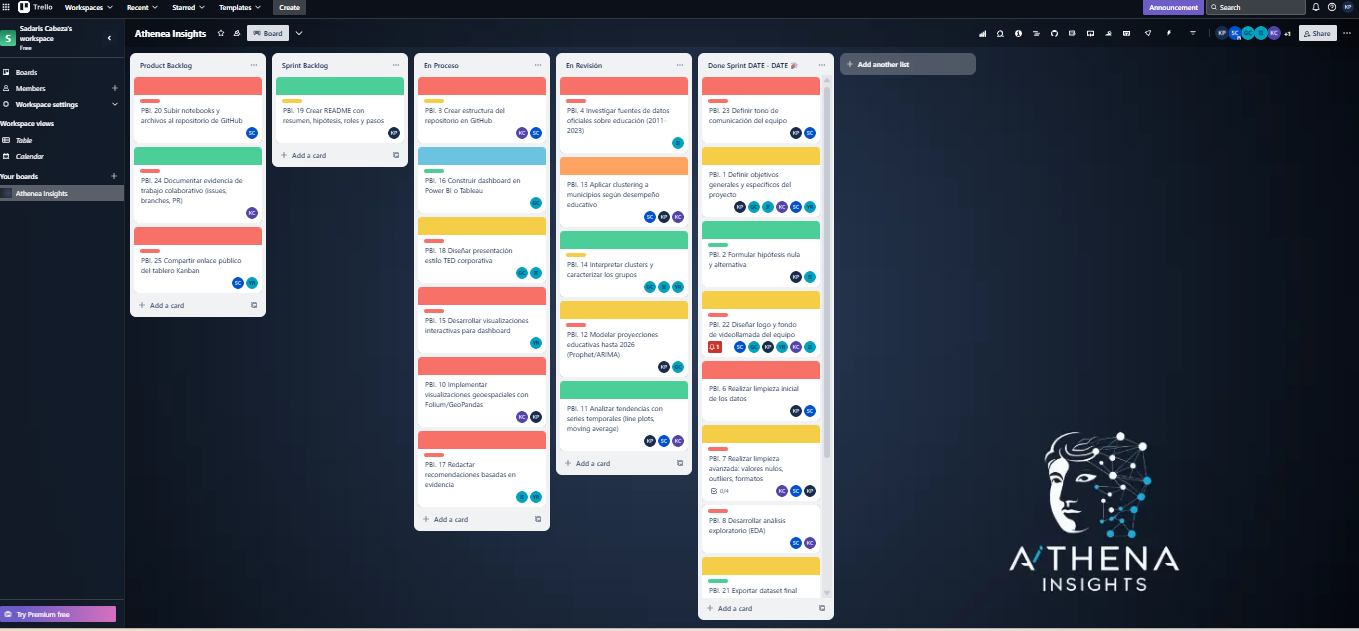 Trello
Workspaces
Recent
Starred
Templates
Create
Announcement
Search
KP
S
Sadaris Cabeza's
workspace
Free
Athenea Insights
Board
KP
SC
KC
+1
Share
Boards
Members
Workspace settings
Workspace views
Table
Calendar
Your boards
Athenea Insights
Try Premium free
Product Backlog
PBI. 20 Subir notebooks y
archivos al repositorio de GitHub
SC
PBI. 24 Documentar evidencia de
trabajo colaborativo (issues,
branches, PR)
KC
PBI. 25 Compartir enlace público
del tablero Kanban
SC YR
Add a card
Sprint Backlog
PBI. 19 Crear README con
resumen, hipótesis, roles y pasos
KP
Add a card
En Proceso
PBI. 3 Crear estructura del
repositorio en GitHub
KC SC
PBI. 16 Construir dashboard en
Power BI o Tableau
GC
PBI. 18 Diseñar presentación
estilo TED corporativa
GC
PBI. 15 Desarrollar visualizaciones
interactivas para dashboard
YR
PBI. 10 Implementar
visualizaciones geoespaciales con
Folium/GeoPandas
KC KP
PBI. 17 Redactar
recomendaciones basadas en
evidencia
YR
Add a card
En Revisión
PBI. 4 Investigar fuentes de datos
oficiales sobre educación (2011-
2023)
PBI. 13 Aplicar clustering a
municipios según desempeño
educativo
SC KP KC
PBI. 14 Interpretar clusters y
caracterizar los grupos
GC YR
PBI. 12 Modelar proyecciones
educativas hasta 2026
(Prophet/ARIMA)
KP GC
PBI. 11 Analizar tendencias con
series temporales (line plots,
moving average)
KP SC KC
Add a card
Done Sprint DATE - DATE 🎉
PBI. 23 Definir tono de
comunicación del equipo
KP SC
PBI. 1 Definir objetivos
generales y específicos del
proyecto
KP GC KC SC YR
PBI. 2 Formular hipótesis nula
y alternativa
KP
PBI. 22 Diseñar logo y fondo
de videollamada del equipo
1
SC GC KP YR KC
PBI. 6 Realizar limpieza inicial
de los datos
KP SC
PBI. 7 Realizar limpieza
avanzada: valores nulos,
outliers, formatos
0/4
KC SC KP
PBI. 8 Desarrollar análisis
exploratorio (EDA)
SC KC
PBI. 21 Exportar dataset final
Add a card
Add another list
AiTHENA
INSIGHTS